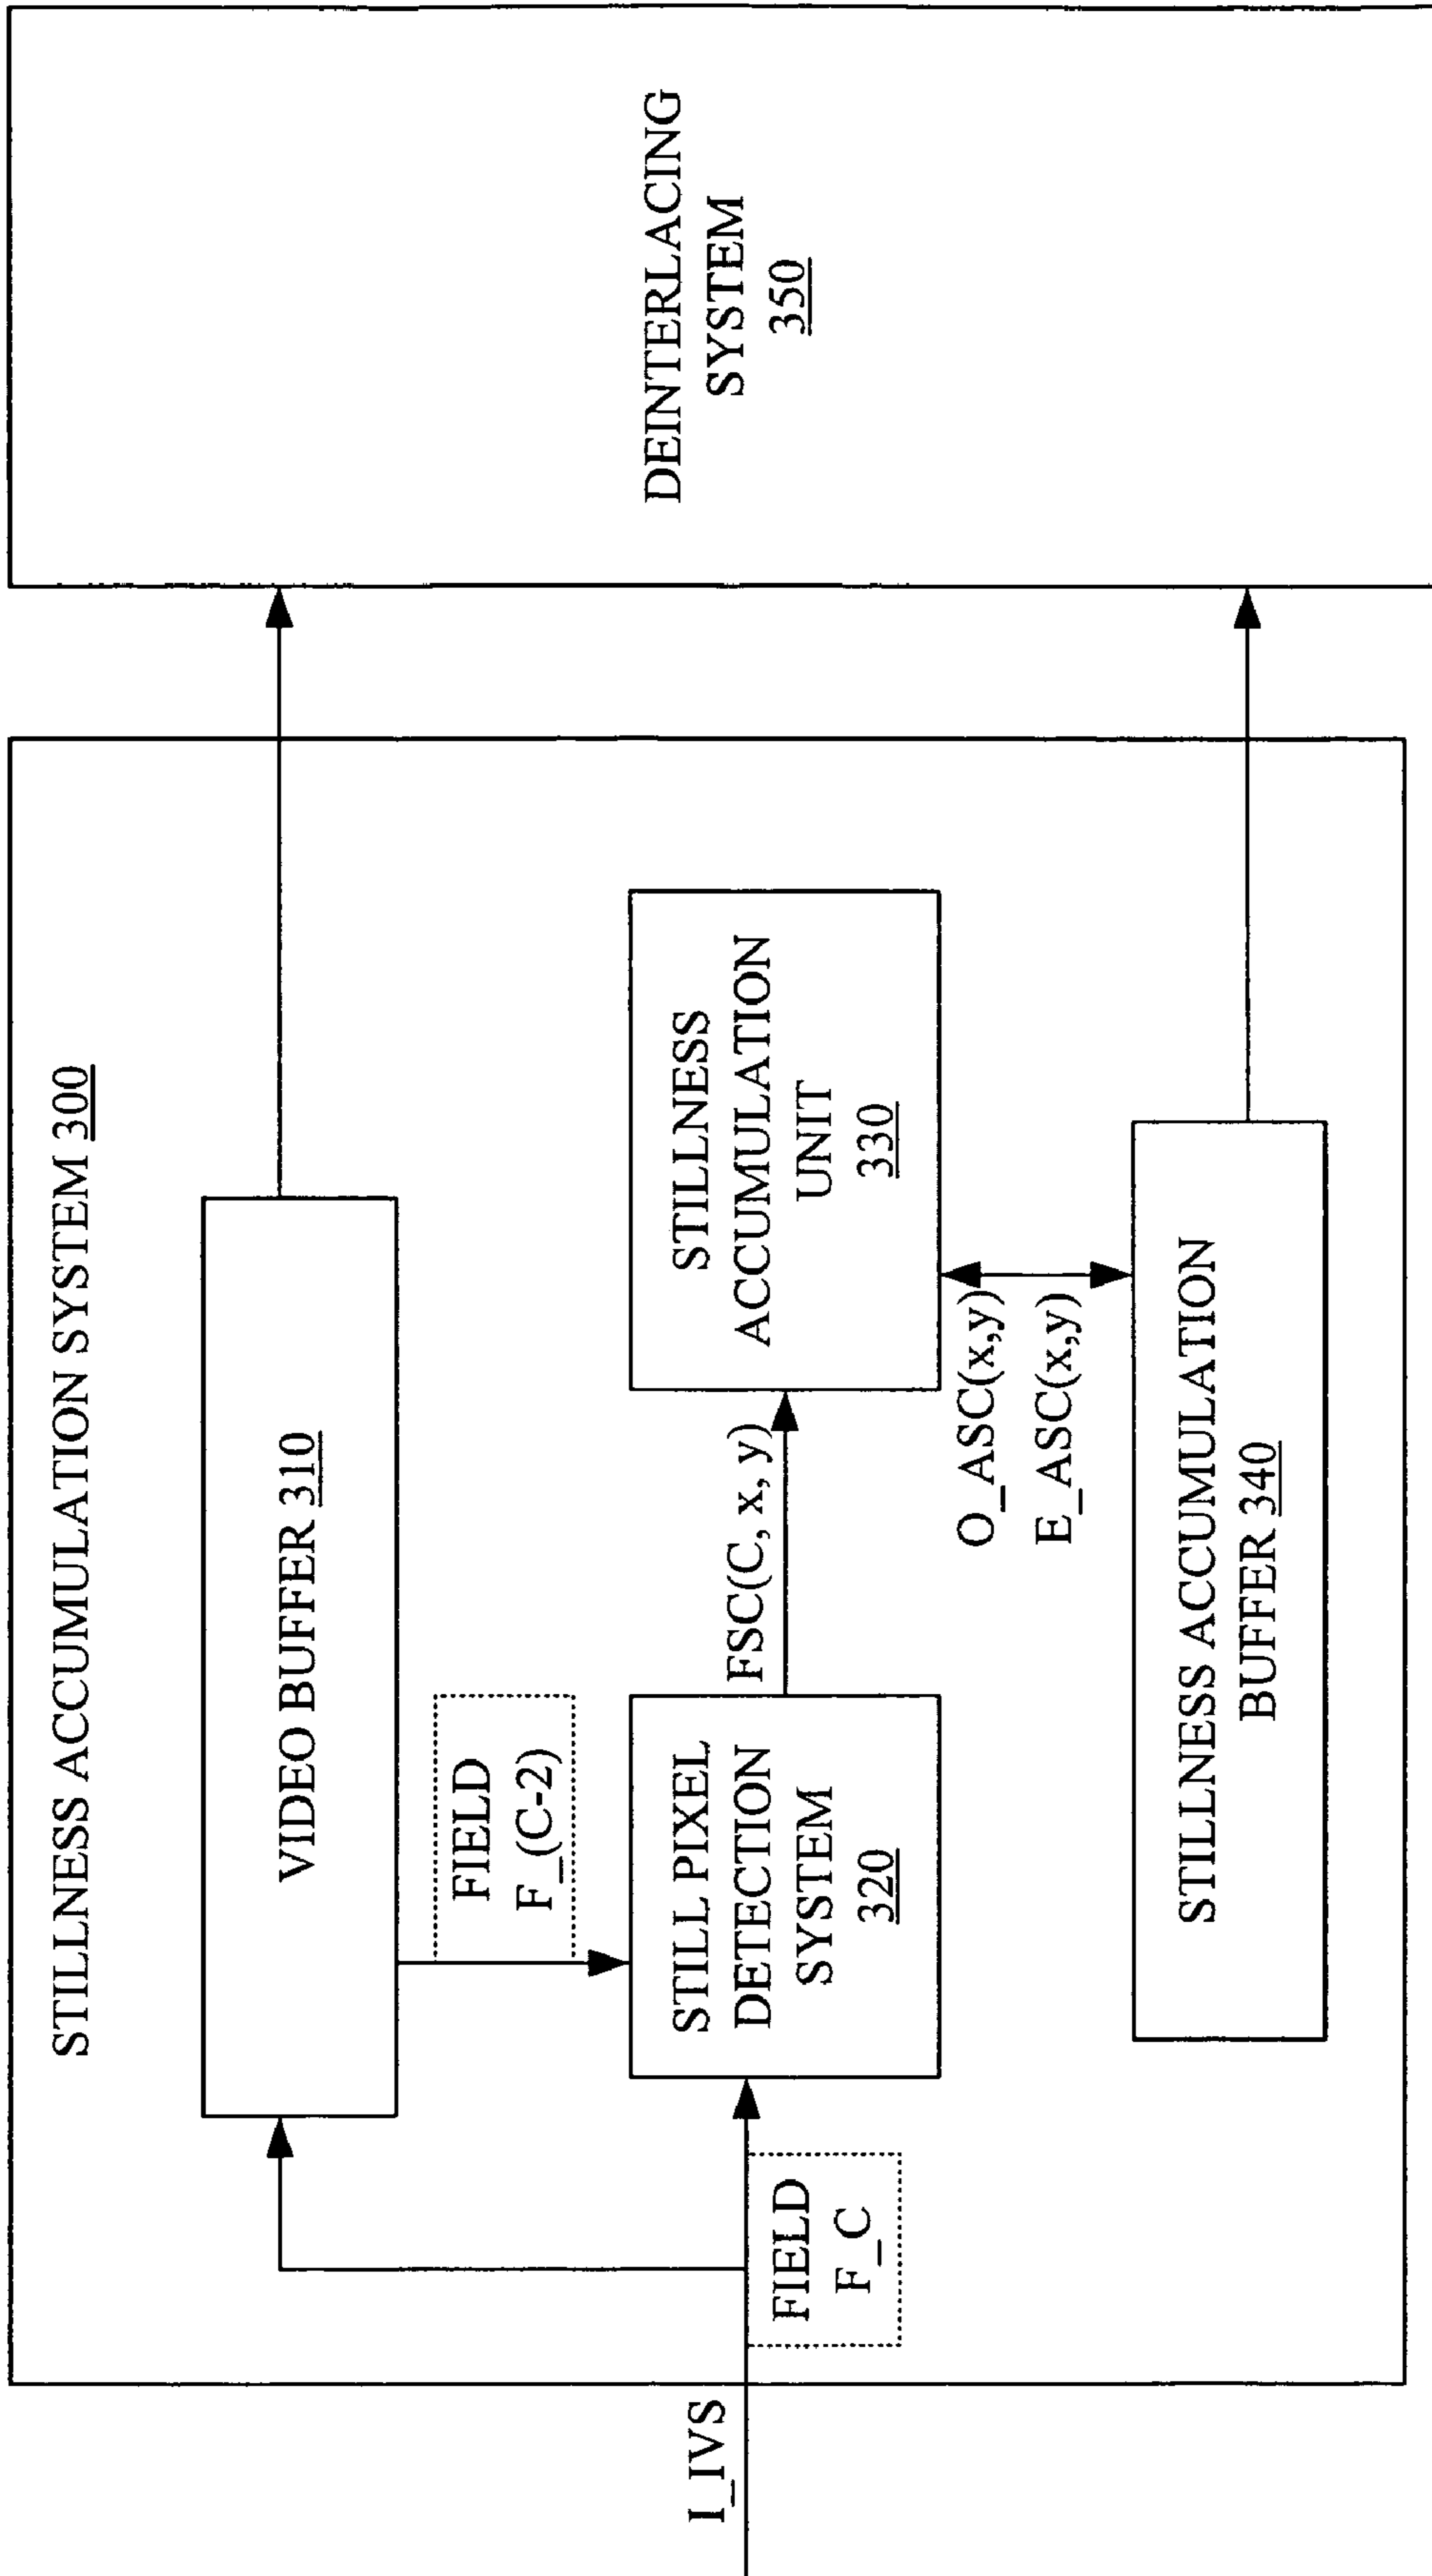 STILLNESS ACCUMULATION SYSTEM 300
VIDEO BUFFER 310
FIELD
F_(C-2)
I_IVS
FIELD
F_C
STILL PIXEL
DETECTION
SYSTEM
320
FSC(C, x, y)
STILLNESS
ACCUMULATION
UNIT
330
O_ASC(x,y)
E_ASC(x,y)
STILLNESS ACCUMULATION
BUFFER 340
DEINTERLACING
SYSTEM
350